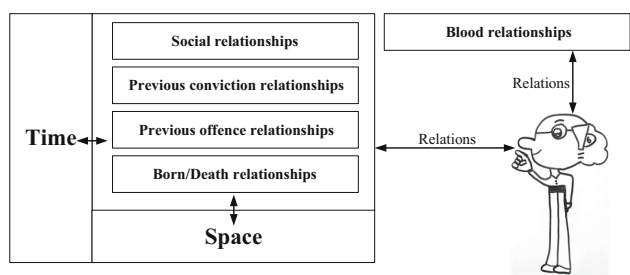 Social relationships
Previous conviction relationships
Previous offence relationships
Born/Death relationships
Time
Space
Blood relationships
Relations
Relations